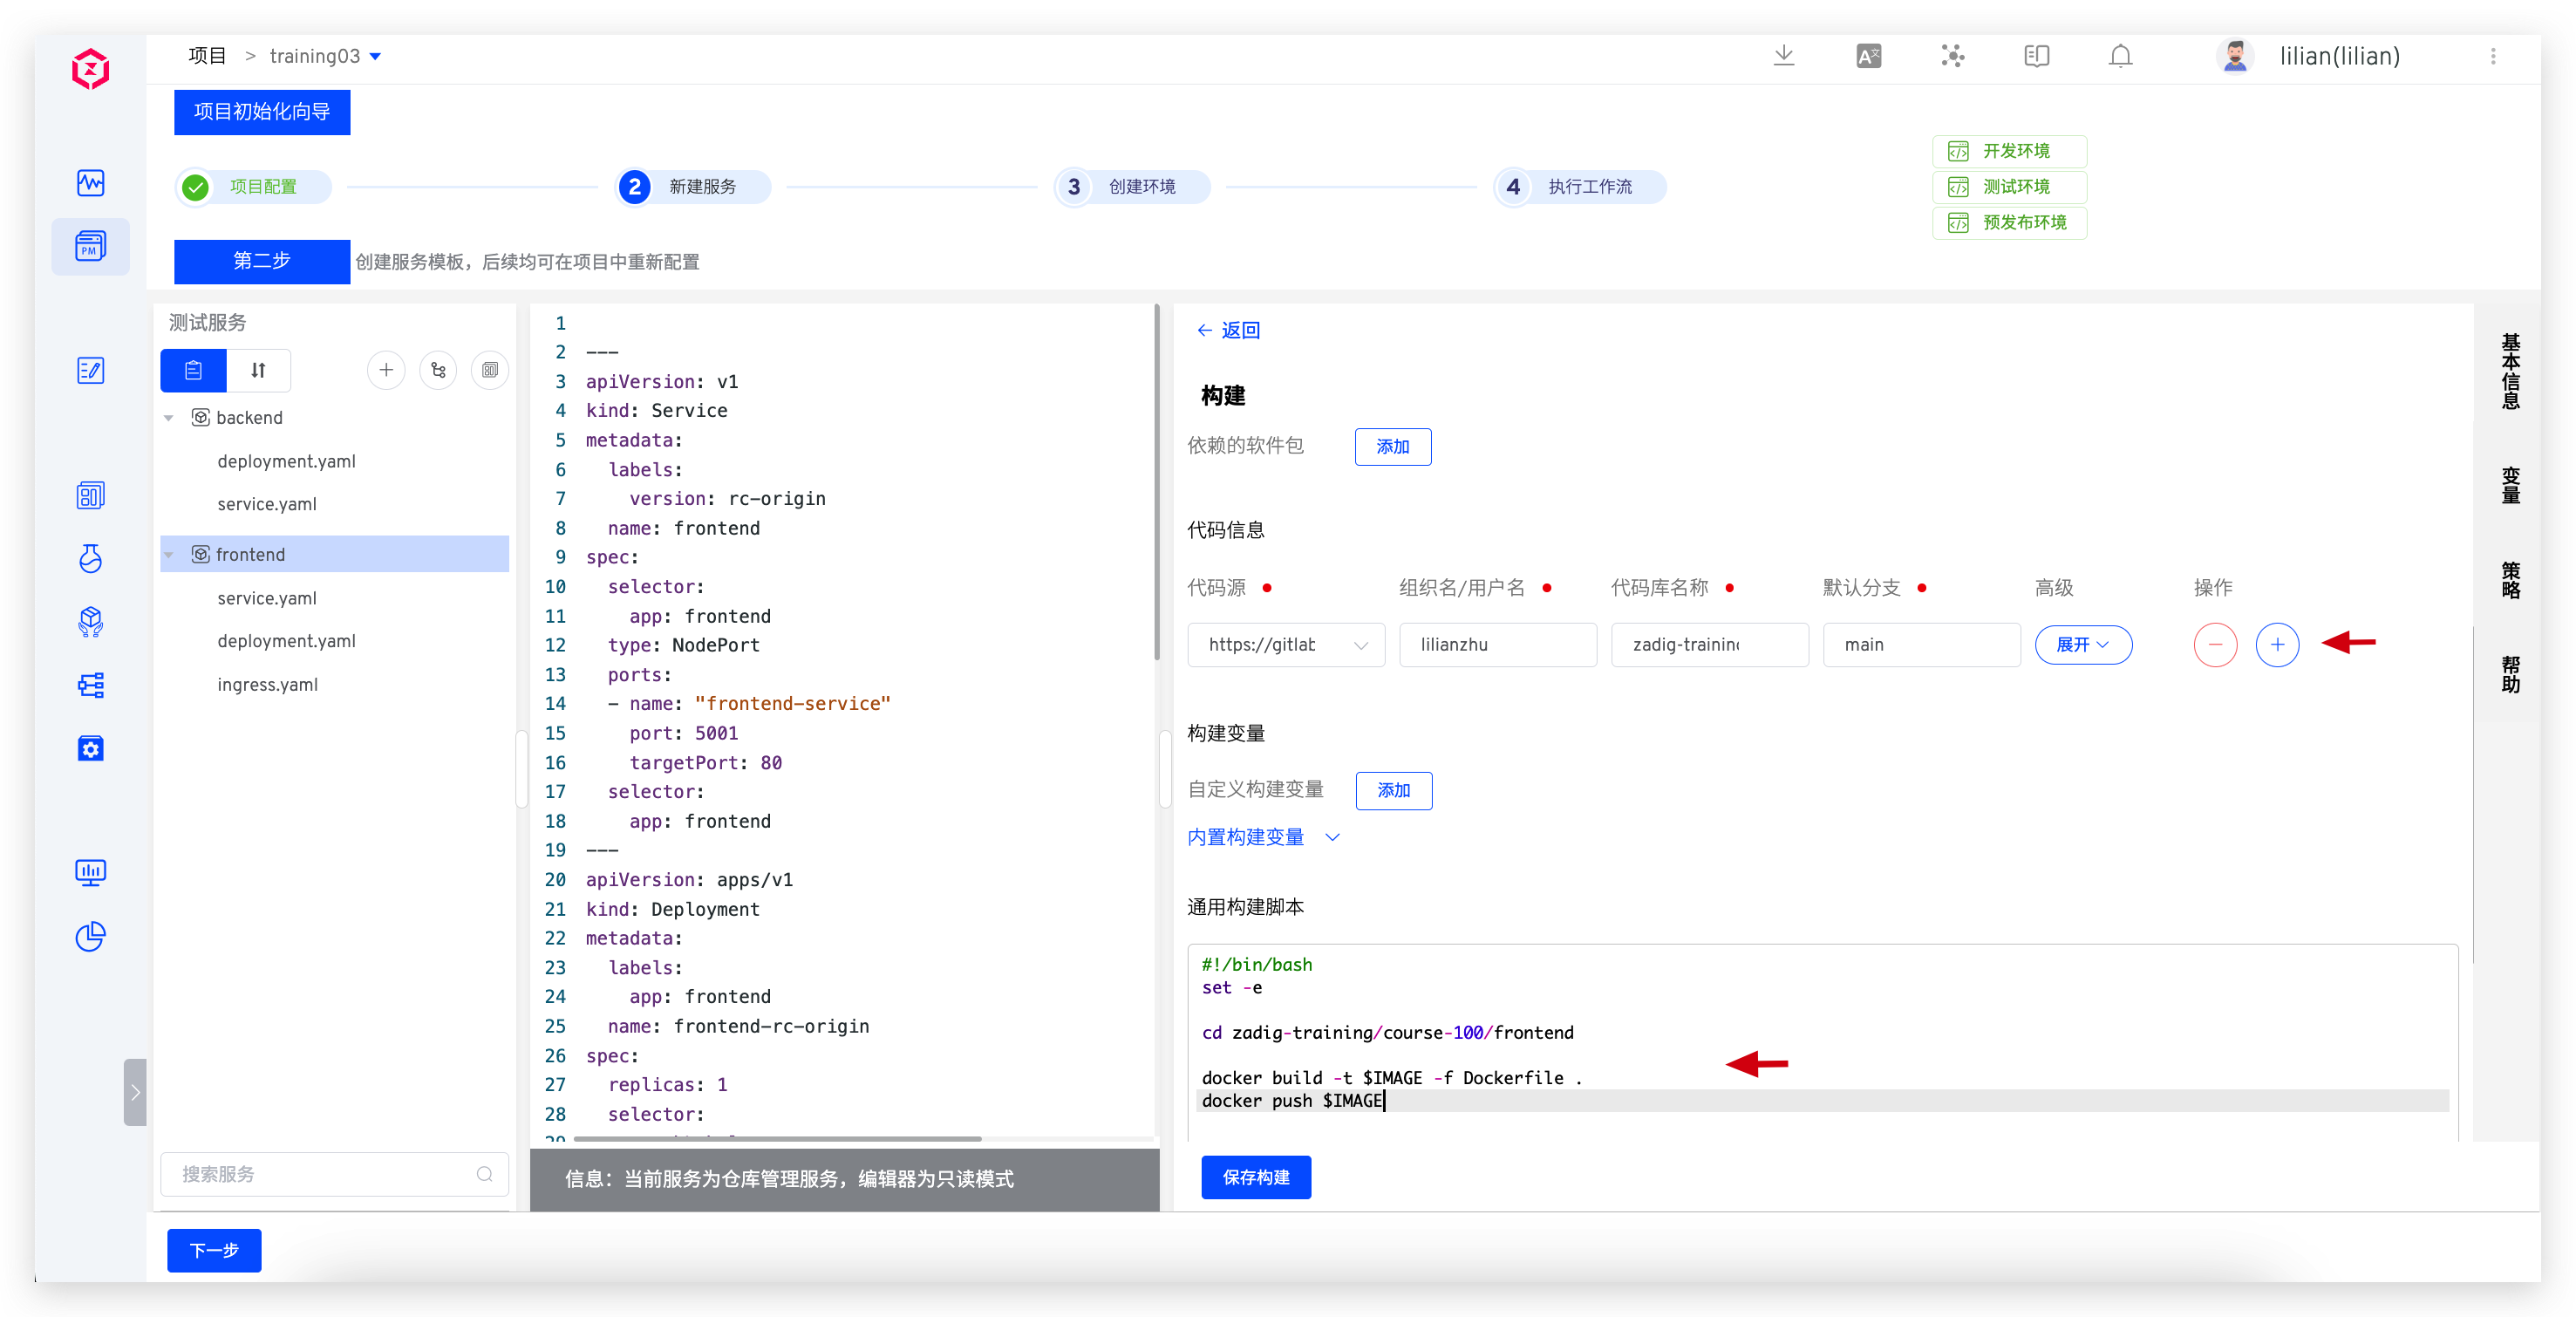 项目 > training03
lilian(lilian)
项目初始化向导
项目配置
2 新建服务
3 创建环境
4 执行工作流
开发环境
测试环境
预发布环境
第二步 创建服务模板，后续均可在项目中重新配置
PM
测试服务
backend
deployment.yaml
service.yaml
frontend
service.yaml
deployment.yaml
ingress.yaml
搜索服务
1
2 ---
3 apiVersion: v1
4 kind: Service
5 metadata:
6 labels:
7 version: rc-origin
8 name: frontend
9 spec:
10 selector:
11 app: frontend
12 type: NodePort
13 ports:
14 - name: "frontend-service"
15 port: 5001
16 targetPort: 80
17 selector:
18 app: frontend
19 ---
20 apiVersion: apps/v1
21 kind: Deployment
22 metadata:
23 labels:
24 app: frontend
25 name: frontend-rc-origin
26 spec:
27 replicas: 1
28 selector:
信息：当前服务为仓库管理服务，编辑器为只读模式
← 返回
构建
依赖的软件包 添加
代码信息
代码源 组织名/用户名 代码库名称 默认分支 高级 操作
https://gitlab lilianzhu zadig-training main 展开
构建变量
自定义构建变量 添加
内置构建变量
通用构建脚本
#!/bin/bash
set -e
cd zadig-training/course-100/frontend
docker build -t $IMAGE -f Dockerfile .
docker push $IMAGE
保存构建
基本信息
变量
策略
帮助
下一步